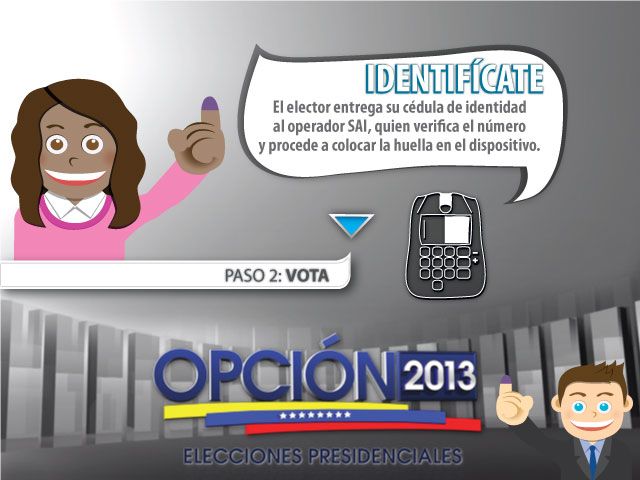 IDENTIFÍCATE
El elector entrega su cédula de identidad
al operador SAI, quien verifica el número
y procede a colocar la huella en el dispositivo.
PASO 2: VOTA
OPCIÓN 2013
ELECCIONES PRESIDENCIALES